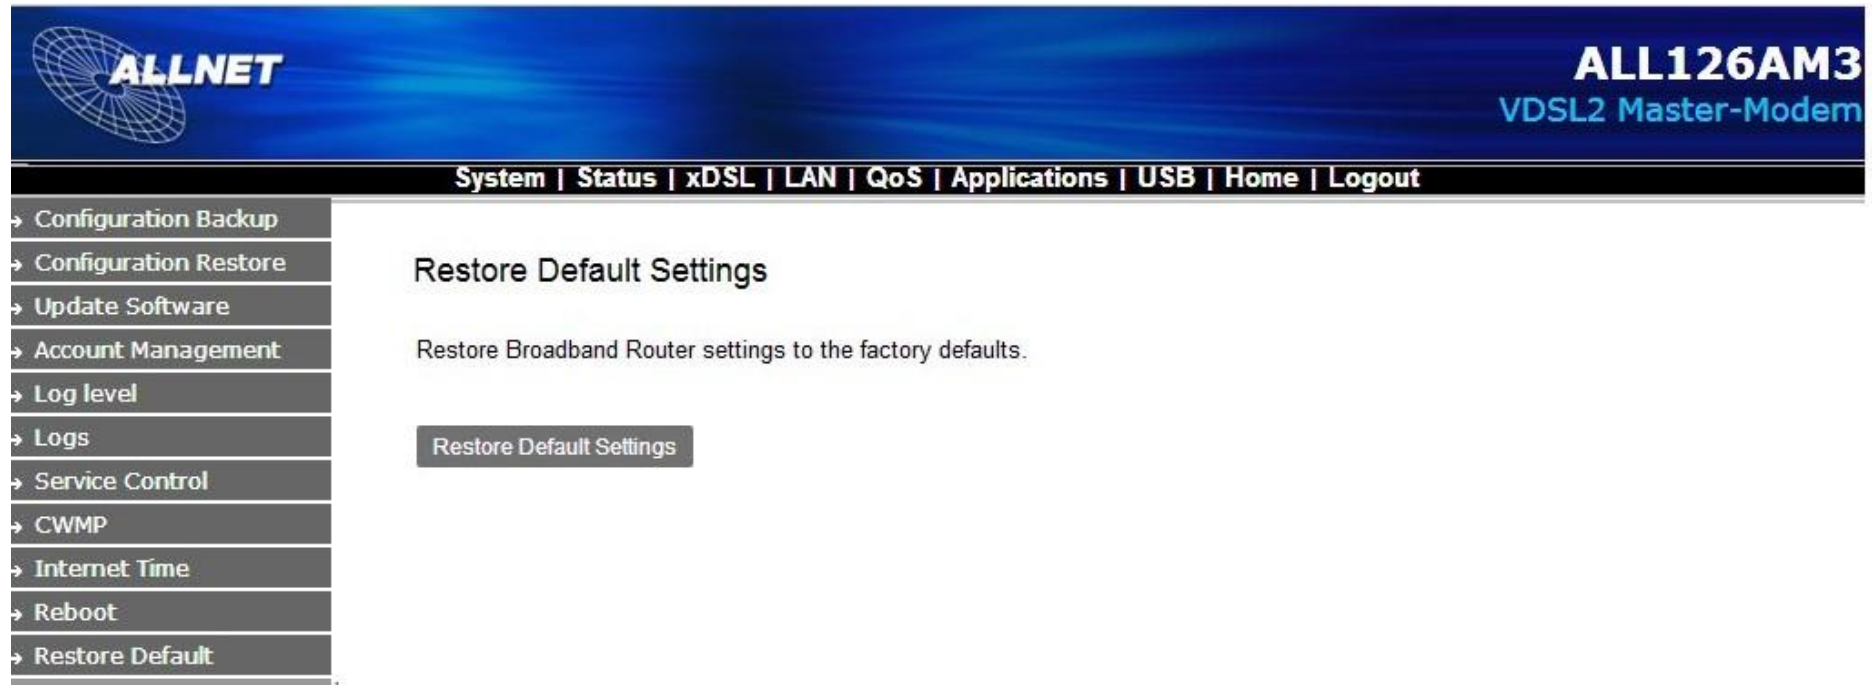 ALLNET
ALL126AM3
VDSL2 Master-Modem
System | Status | xDSL | LAN | QoS | Applications | USB | Home | Logout
Configuration Backup
Configuration Restore
Update Software
Account Management
Log level
Logs
Service Control
CWMP
Internet Time
Reboot
Restore Default
Restore Default Settings
Restore Broadband Router settings to the factory defaults.
Restore Default Settings